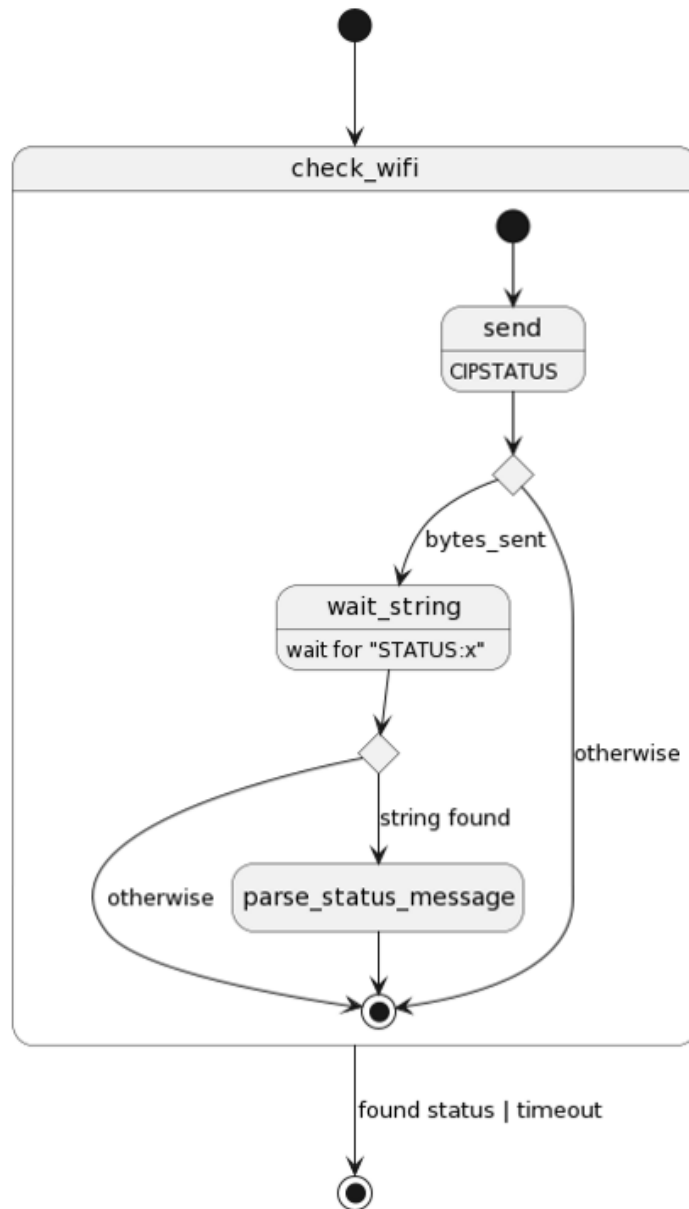 check_wifi
send
CIPSTATUS
bytes_sent
wait_string
wait for "STATUS:x"
otherwise
string found
otherwise
parse_status_message
found status | timeout